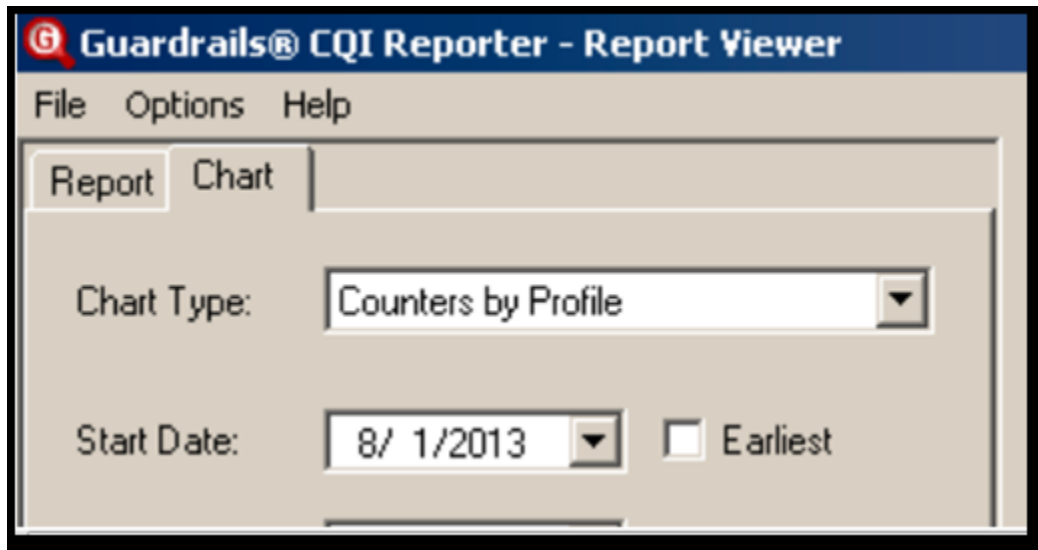 G Guardrails® CQI Reporter - Report Viewer
File Options Help
Report Chart
Chart Type: Counters by Profile
Start Date: 8/ 1/2013 Earliest